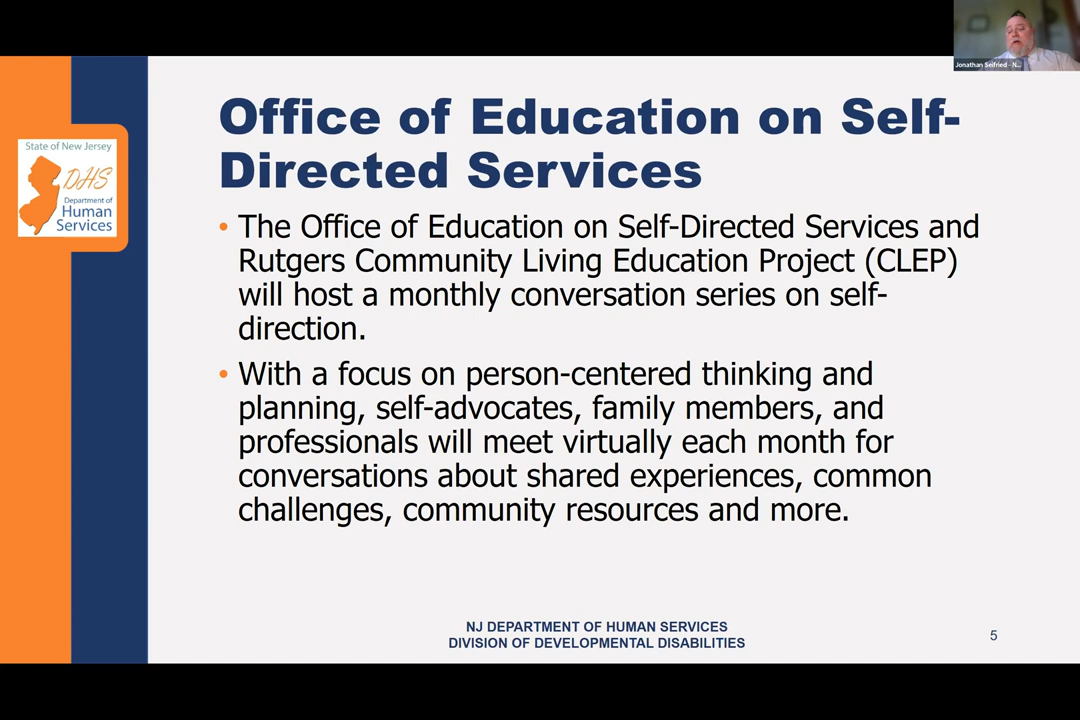 Jonathan Seifried - N...
Office of Education on Self-
Directed Services
State of New Jersey
DHS
Department of
Human
Services
• The Office of Education on Self-Directed Services and
Rutgers Community Living Education Project (CLEP)
will host a monthly conversation series on self-
direction.
• With a focus on person-centered thinking and
planning, self-advocates, family members, and
professionals will meet virtually each month for
conversations about shared experiences, common
challenges, community resources and more.
NJ DEPARTMENT OF HUMAN SERVICES
DIVISION OF DEVELOPMENTAL DISABILITIES
5